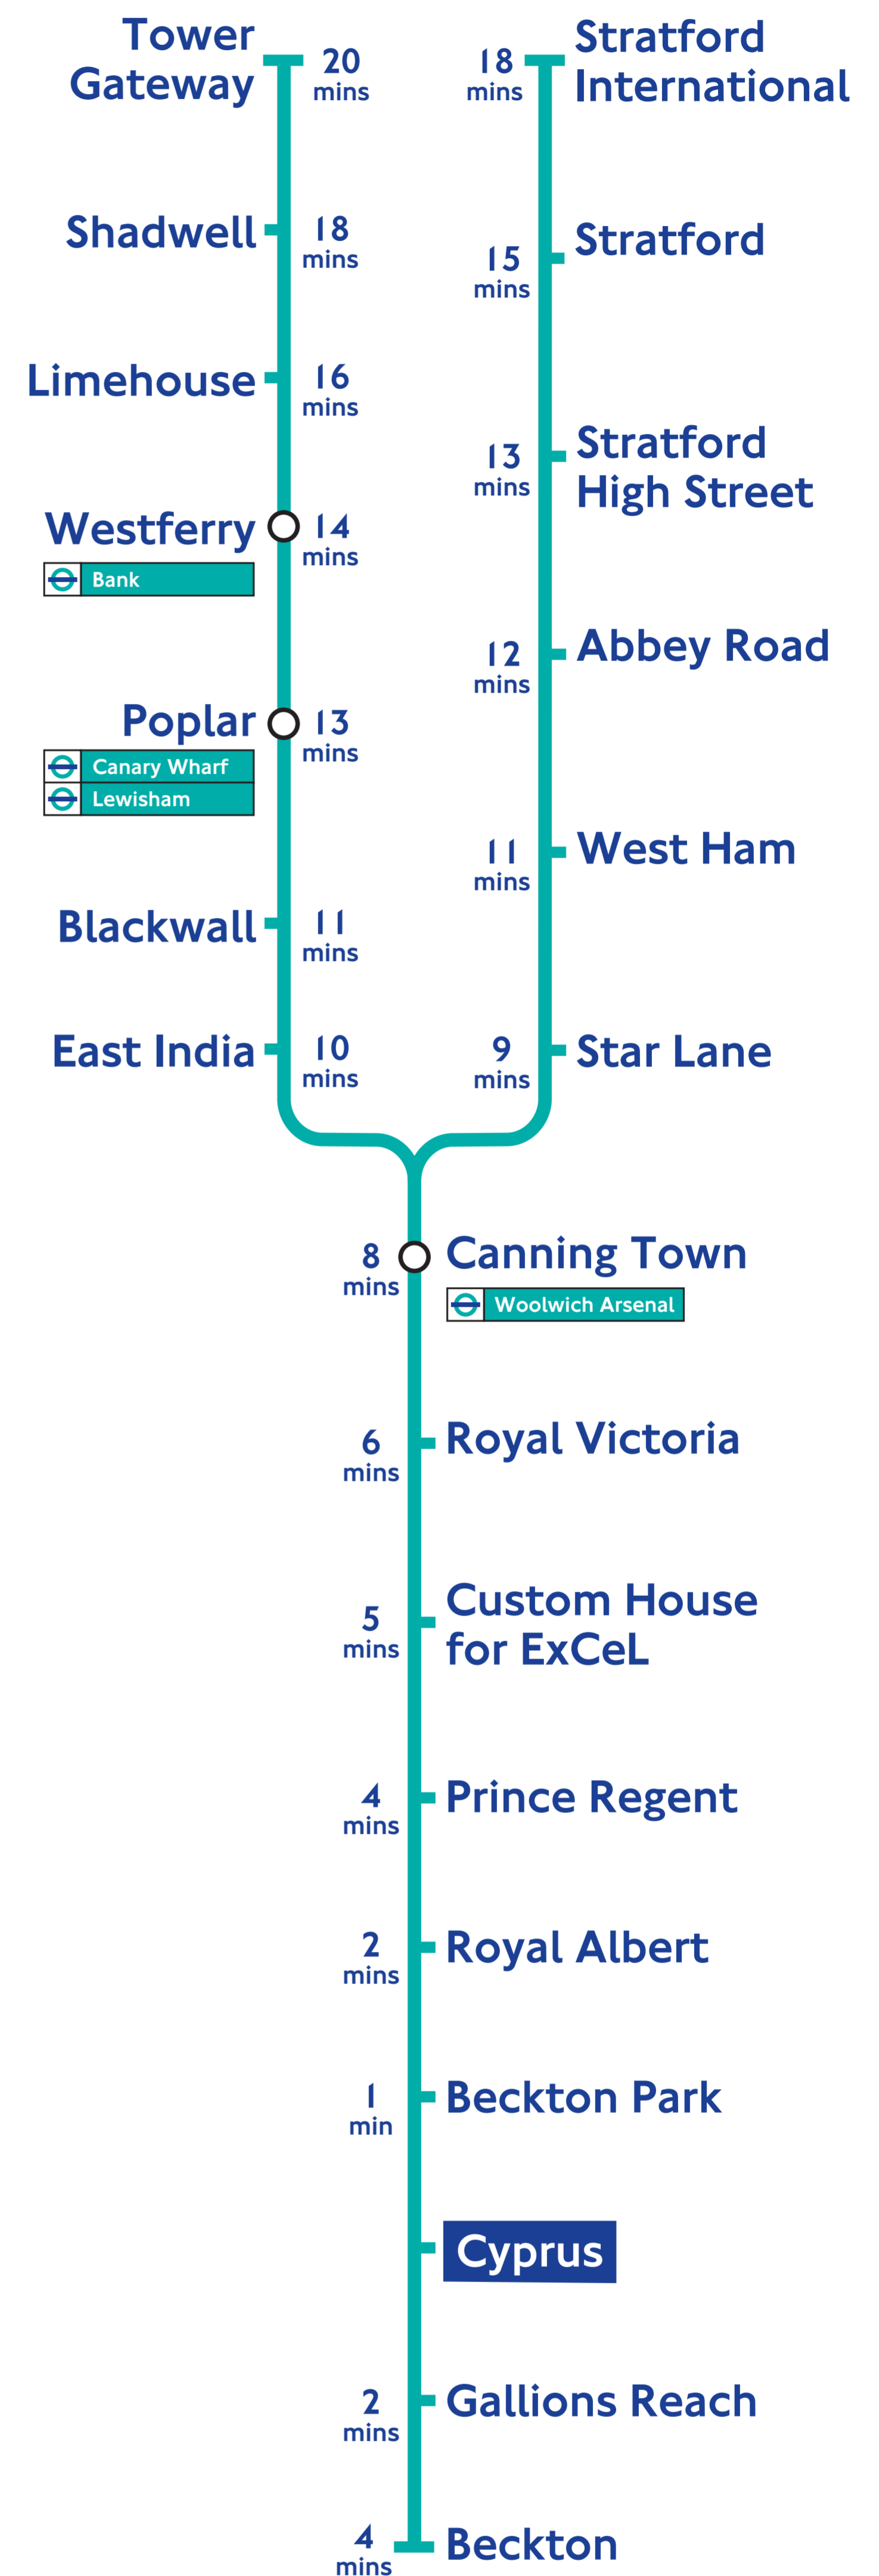 Tower
Gateway
20
mins
Shadwell
18
mins
Limehouse
16
mins
Westferry
14
mins
Bank
Poplar
13
mins
Canary Wharf
Lewisham
Blackwall
11
mins
East India
10
mins
18
mins
Stratford
International
15
mins
Stratford
13
mins
Stratford
High Street
12
mins
Abbey Road
11
mins
West Ham
9
mins
Star Lane
8
mins
Canning Town
Woolwich Arsenal
6
mins
Royal Victoria
5
mins
Custom House
for ExCeL
4
mins
Prince Regent
2
mins
Royal Albert
1
min
Beckton Park
Cyprus
2
mins
Gallions Reach
4
mins
Beckton